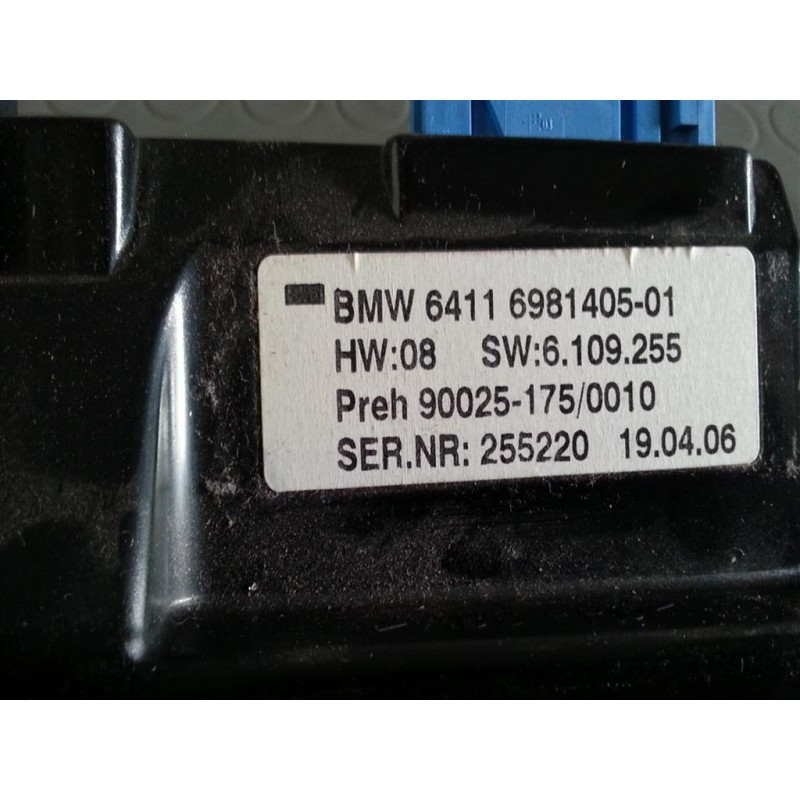 BMW 6411 6981405-01
HW:08 SW:6.109.255
Preh 90025-175/0010
SER.NR: 255220 19.04.06